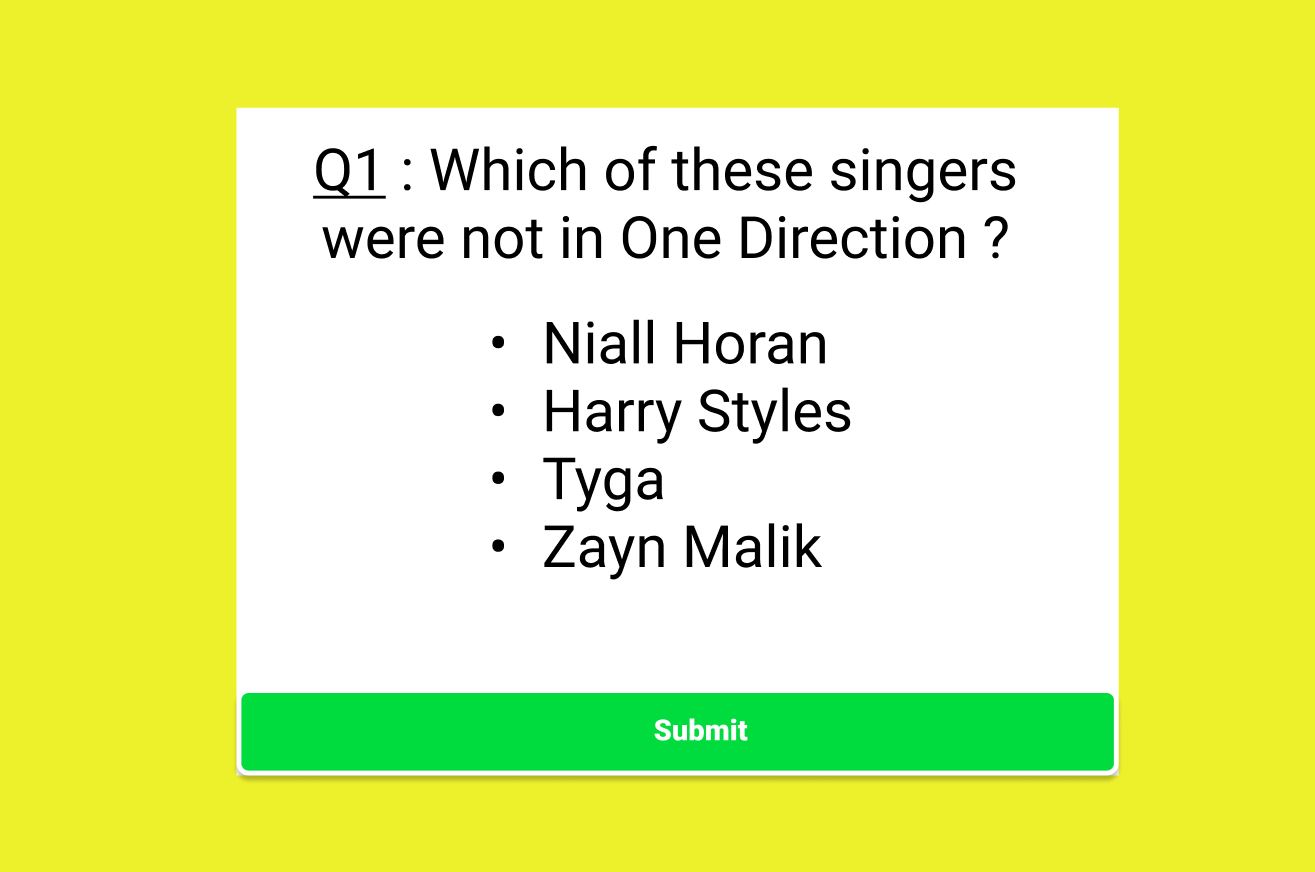 Q1 : Which of these singers
were not in One Direction ?
• Niall Horan
• Harry Styles
• Tyga
• Zayn Malik
Submit